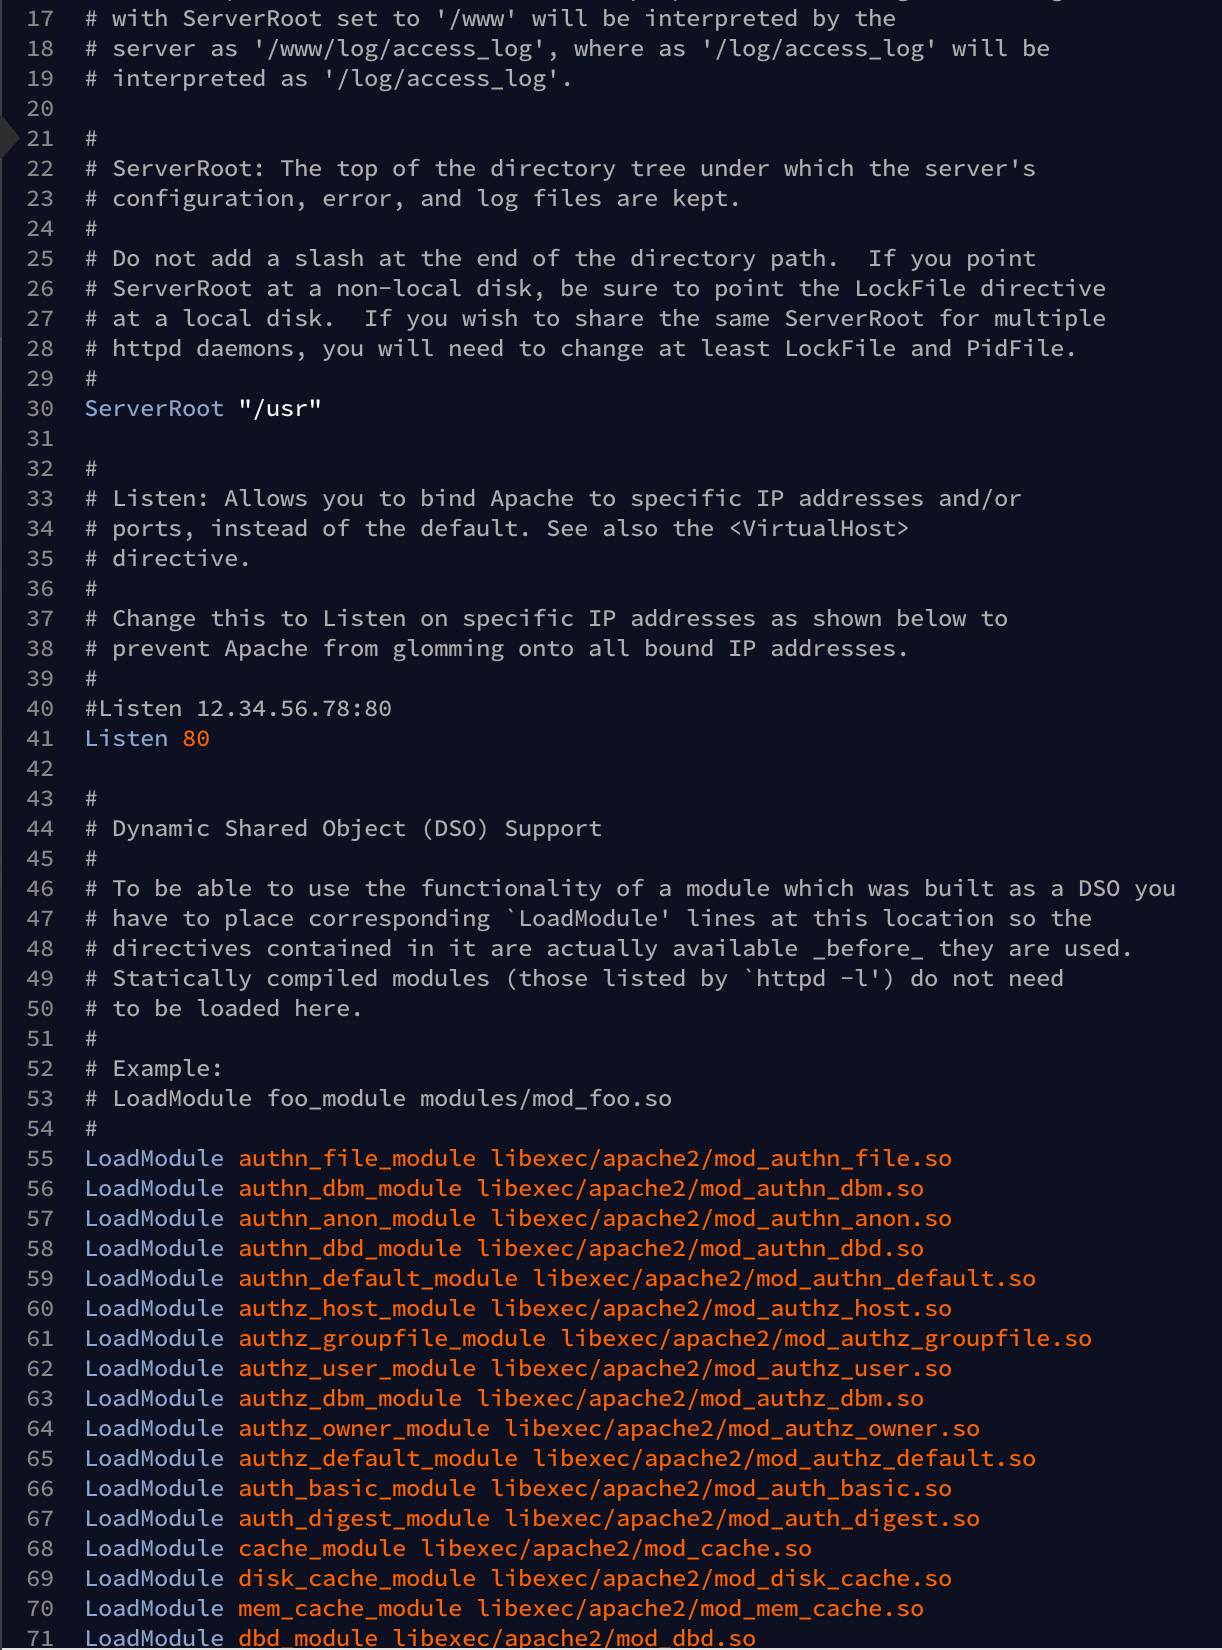 17 # with ServerRoot set to '/www' will be interpreted by the
18 # server as '/www/log/access_log', where as '/log/access_log' will be
19 # interpreted as '/log/access_log'.
20
21 #
22 # ServerRoot: The top of the directory tree under which the server's
23 # configuration, error, and log files are kept.
24 #
25 # Do not add a slash at the end of the directory path.  If you point
26 # ServerRoot at a non-local disk, be sure to point the LockFile directive
27 # at a local disk.  If you wish to share the same ServerRoot for multiple
28 # httpd daemons, you will need to change at least LockFile and PidFile.
29 #
30 ServerRoot "/usr"
31
32 #
33 # Listen: Allows you to bind Apache to specific IP addresses and/or
34 # ports, instead of the default. See also the <VirtualHost>
35 # directive.
36 #
37 # Change this to Listen on specific IP addresses as shown below to
38 # prevent Apache from glomming onto all bound IP addresses.
39 #
40 #Listen 12.34.56.78:80
41 Listen 80
42
43 #
44 # Dynamic Shared Object (DSO) Support
45 #
46 # To be able to use the functionality of a module which was built as a DSO you
47 # have to place corresponding `LoadModule' lines at this location so the
48 # directives contained in it are actually available _before_ they are used.
49 # Statically compiled modules (those listed by `httpd -l') do not need
50 # to be loaded here.
51 #
52 # Example:
53 # LoadModule foo_module modules/mod_foo.so
54 #
55 LoadModule authn_file_module libexec/apache2/mod_authn_file.so
56 LoadModule authn_dbm_module libexec/apache2/mod_authn_dbm.so
57 LoadModule authn_anon_module libexec/apache2/mod_authn_anon.so
58 LoadModule authn_dbd_module libexec/apache2/mod_authn_dbd.so
59 LoadModule authn_default_module libexec/apache2/mod_authn_default.so
60 LoadModule authz_host_module libexec/apache2/mod_authz_host.so
61 LoadModule authz_groupfile_module libexec/apache2/mod_authz_groupfile.so
62 LoadModule authz_user_module libexec/apache2/mod_authz_user.so
63 LoadModule authz_dbm_module libexec/apache2/mod_authz_dbm.so
64 LoadModule authz_owner_module libexec/apache2/mod_authz_owner.so
65 LoadModule authz_default_module libexec/apache2/mod_authz_default.so
66 LoadModule auth_basic_module libexec/apache2/mod_auth_basic.so
67 LoadModule auth_digest_module libexec/apache2/mod_auth_digest.so
68 LoadModule cache_module libexec/apache2/mod_cache.so
69 LoadModule disk_cache_module libexec/apache2/mod_disk_cache.so
70 LoadModule mem_cache_module libexec/apache2/mod_mem_cache.so
71 LoadModule dbd_module libexec/apache2/mod_dbd.so